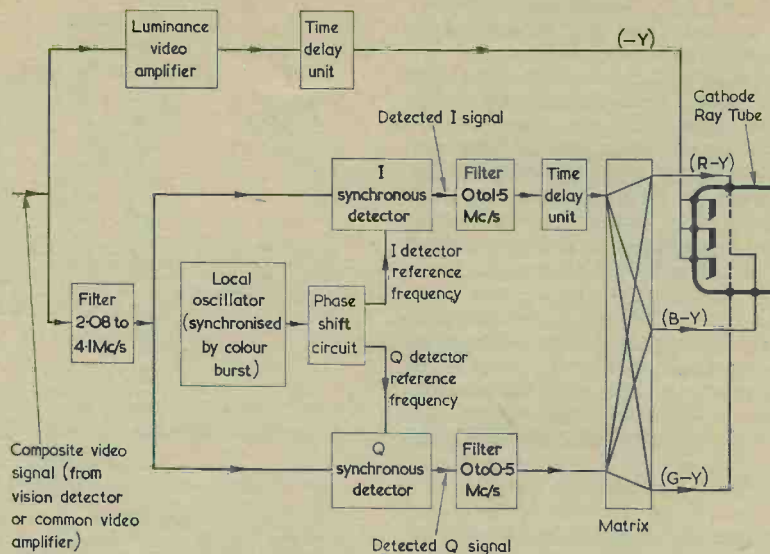 Luminance
video
amplifier
Time
delay
unit
(-Y)
Cathode
Ray Tube
Detected I signal
(R-Y)
I
synchronous
detector
Filter
0 to 1·5
Mc/s
Time
delay
unit
I detector
reference
frequency
Filter
2·08 to
4·1Mc/s
Local
oscillator
(synchronised
by colour
burst)
Phase
shift
circuit
(B-Y)
Q detector
reference
frequency
Composite video
signal (from
vision detector
or common video
amplifier)
Q
synchronous
detector
Filter
0 to 0·5
Mc/s
(G-Y)
Matrix
Detected Q signal